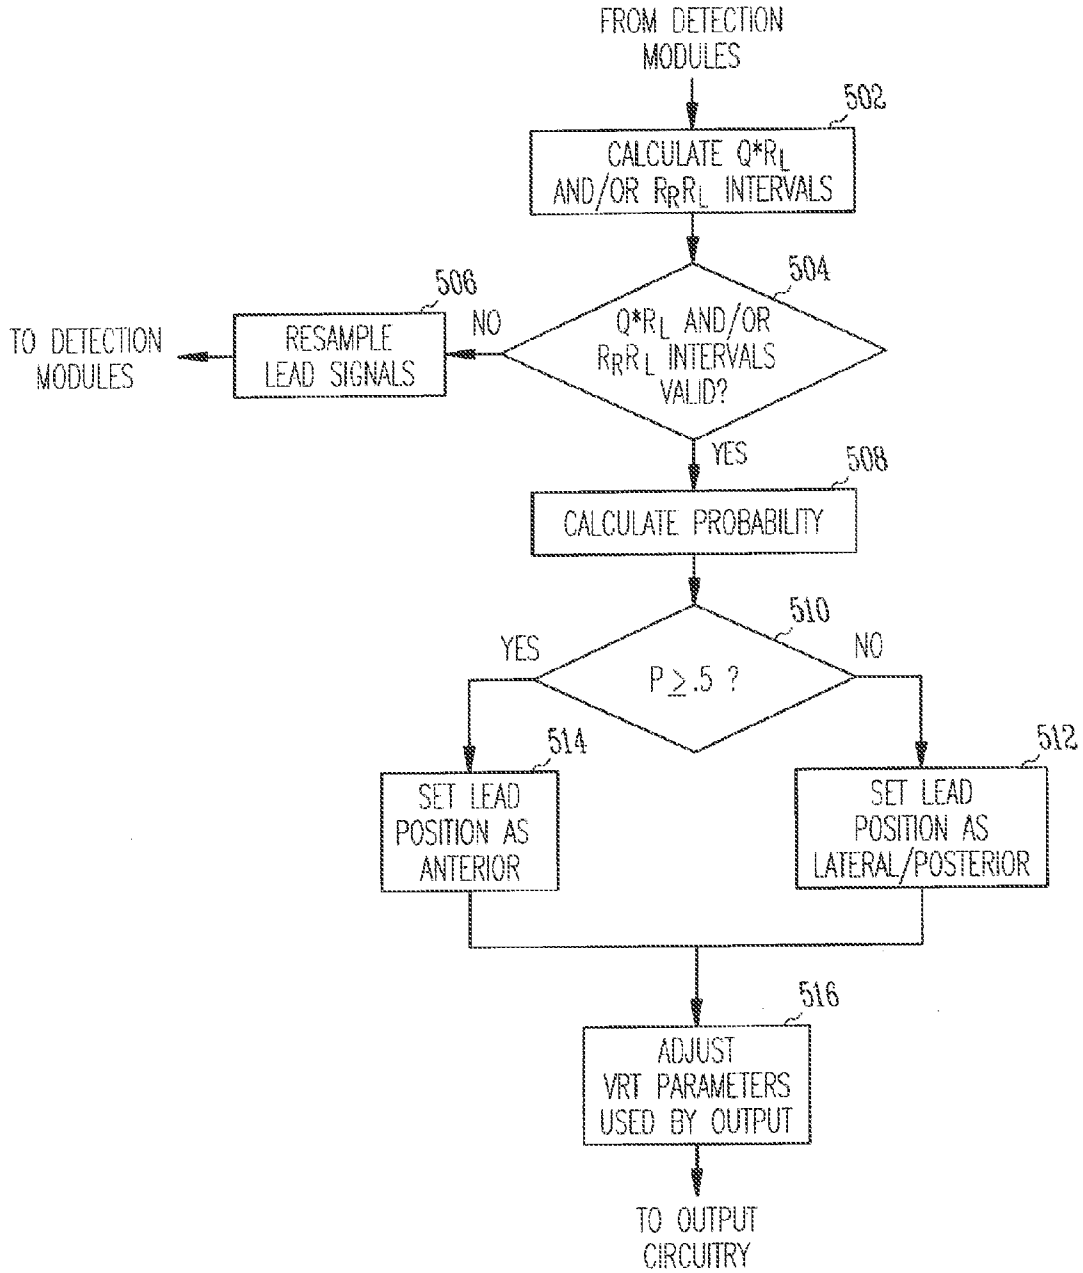 FROM DETECTION
MODULES
502
CALCULATE Q*RL
AND/OR RRRL INTERVALS
504
Q*RL AND/OR
RRRL INTERVALS
VALID?
NO
506
RESAMPLE
LEAD SIGNALS
TO DETECTION
MODULES
YES
508
CALCULATE PROBABILITY
510
P ≥ .5 ?
YES
NO
514
SET LEAD
POSITION AS
ANTERIOR
512
SET LEAD
POSITION AS
LATERAL/POSTERIOR
516
ADJUST
VRT PARAMETERS
USED BY OUTPUT
TO OUTPUT
CIRCUITRY